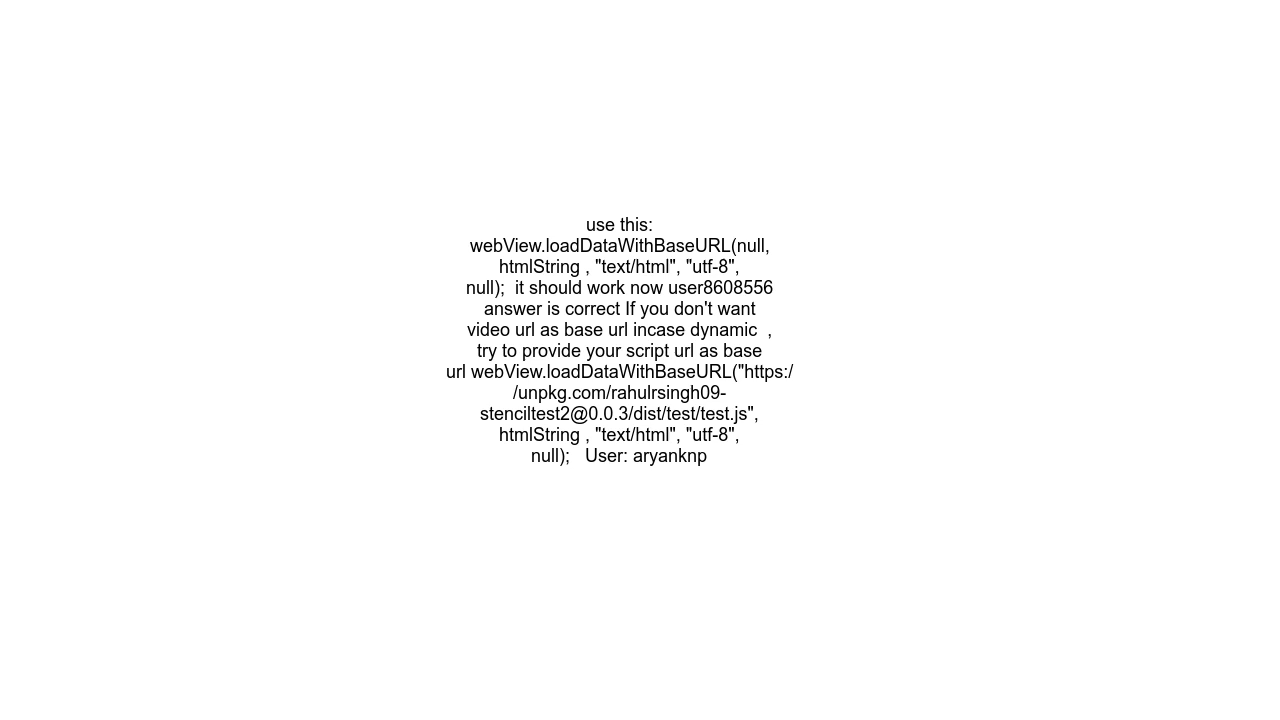 use this:
webView.loadDataWithBaseURL(null,
htmlString , "text/html", "utf-8",
null);  it should work now user8608556
answer is correct If you don't want
video url as base url incase dynamic  ,
try to provide your script url as base
url webView.loadDataWithBaseURL("https:/
/unpkg.com/rahulrsingh09-
stenciltest2@0.0.3/dist/test/test.js",
htmlString , "text/html", "utf-8",
null);   User: aryanknp